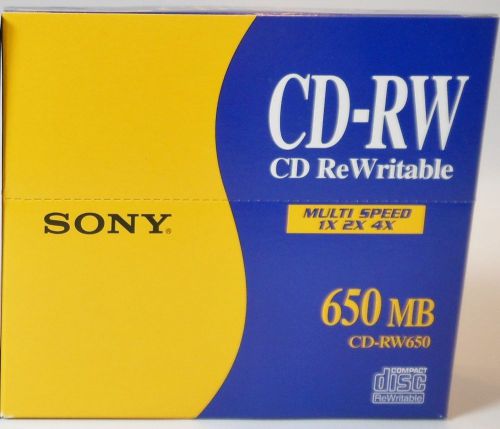 CD-RW
CD ReWritable
SONY®
MULTI SPEED
1X 2X 4X
650 MB
CD-RW650
COMPACT
disc
ReWritable